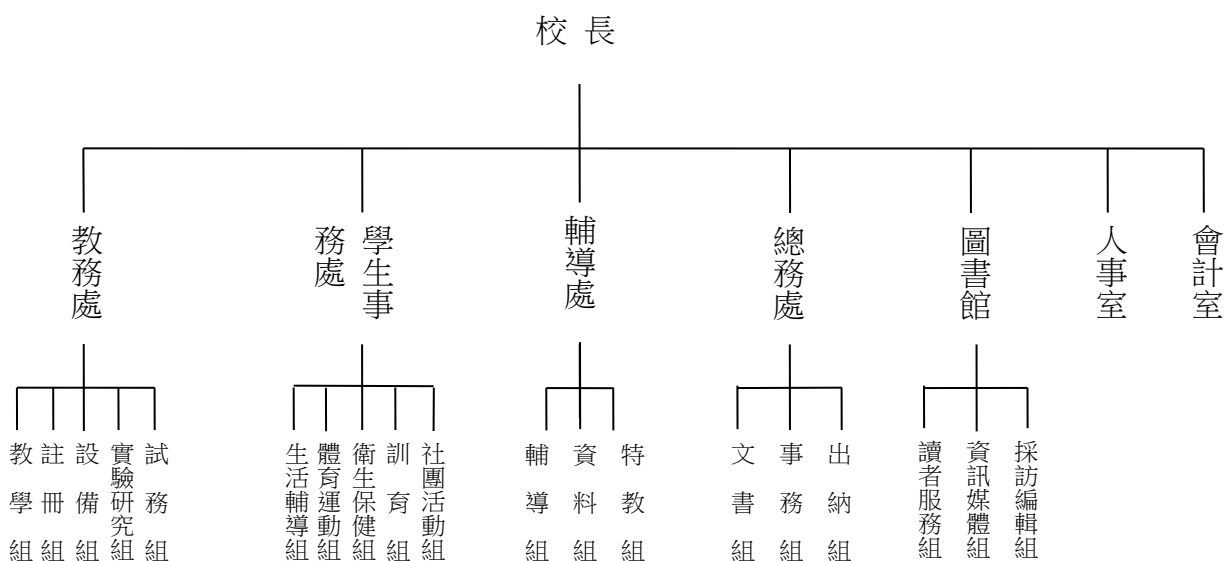 校長
教務處
學生事務處
輔導處
總務處
圖書館
人事室
會計室
教學組
註冊組
設備組
實驗研究組
試務組
生活輔導組
體育運動組
衛生保健組
訓育組
社團活動組
輔導組
資料組
特教組
文書組
事務組
出納組
讀者服務組
資訊媒體組
採訪編輯組